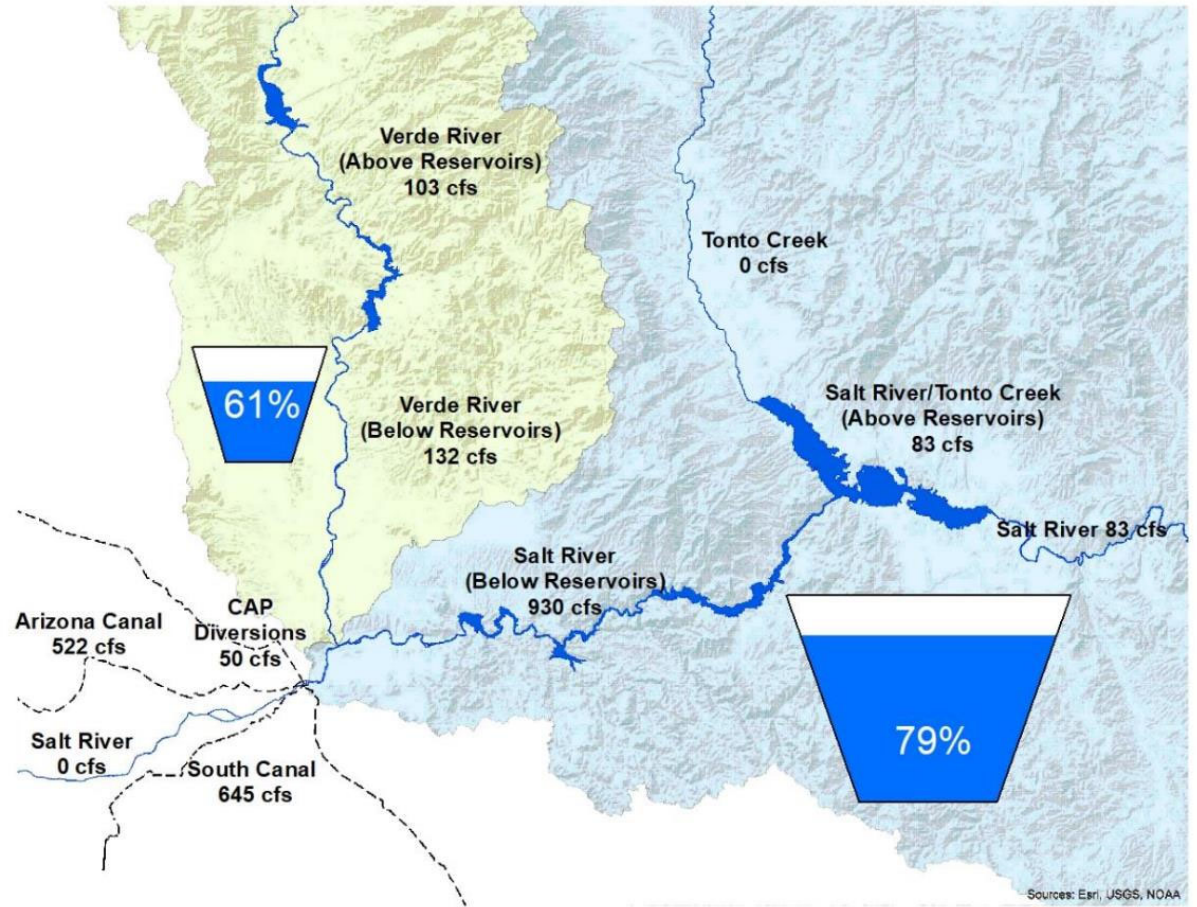 Verde River
(Above Reservoirs)
103 cfs
Tonto Creek
0 cfs
61%
Verde River
(Below Reservoirs)
132 cfs
Salt River/Tonto Creek
(Above Reservoirs)
83 cfs
Salt River 83 cfs
Salt River
(Below Reservoirs)
930 cfs
CAP
Diversions
50 cfs
Arizona Canal
522 cfs
Salt River
0 cfs
South Canal
645 cfs
79%
Sources: Esri, USGS, NOAA